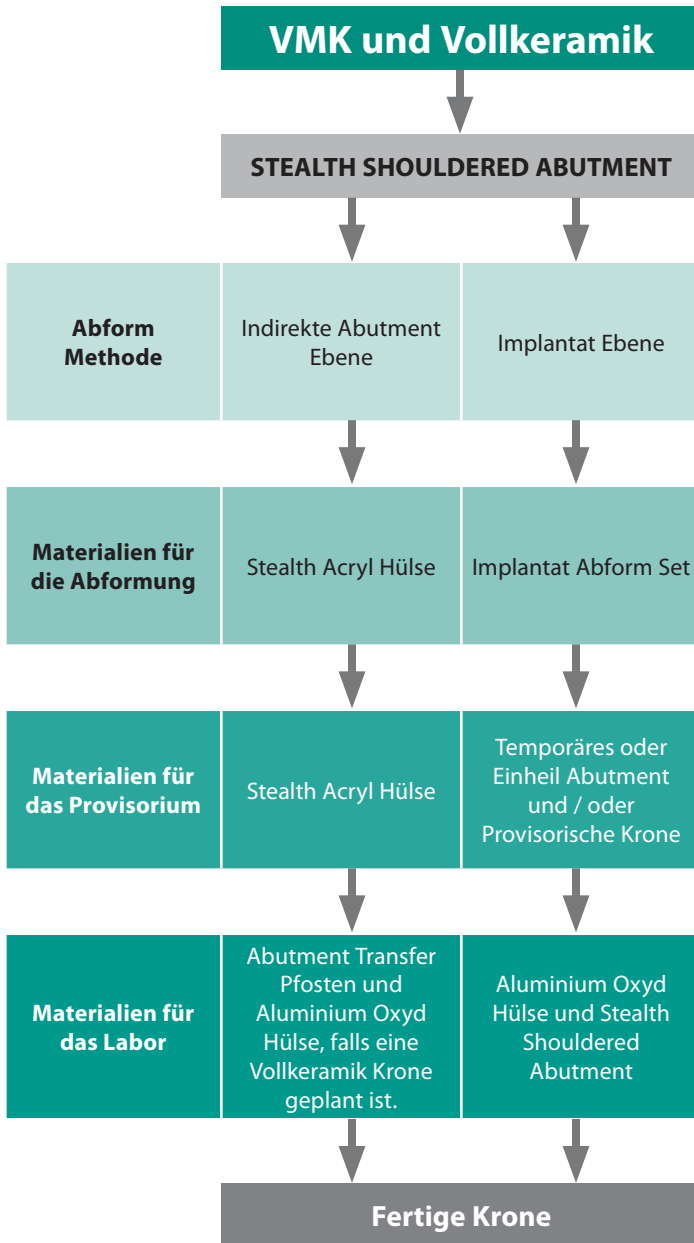 VMK und Vollkeramik
STEALTH SHOULDERED ABUTMENT
Abform
Methode
Indirekte Abutment
Ebene
Implantat Ebene
Materialien für
die Abformung
Stealth Acryl Hülse
Implantat Abform Set
Materialien für
das Provisorium
Stealth Acryl Hülse
Temporäres oder
Einheil Abutment
und / oder
Provisorische Krone
Materialien für
das Labor
Abutment Transfer
Pfosten und
Aluminium Oxyd
Hülse, falls eine
Vollkeramik Krone
geplant ist.
Aluminium Oxyd
Hülse und Stealth
Shouldered
Abutment
Fertige Krone